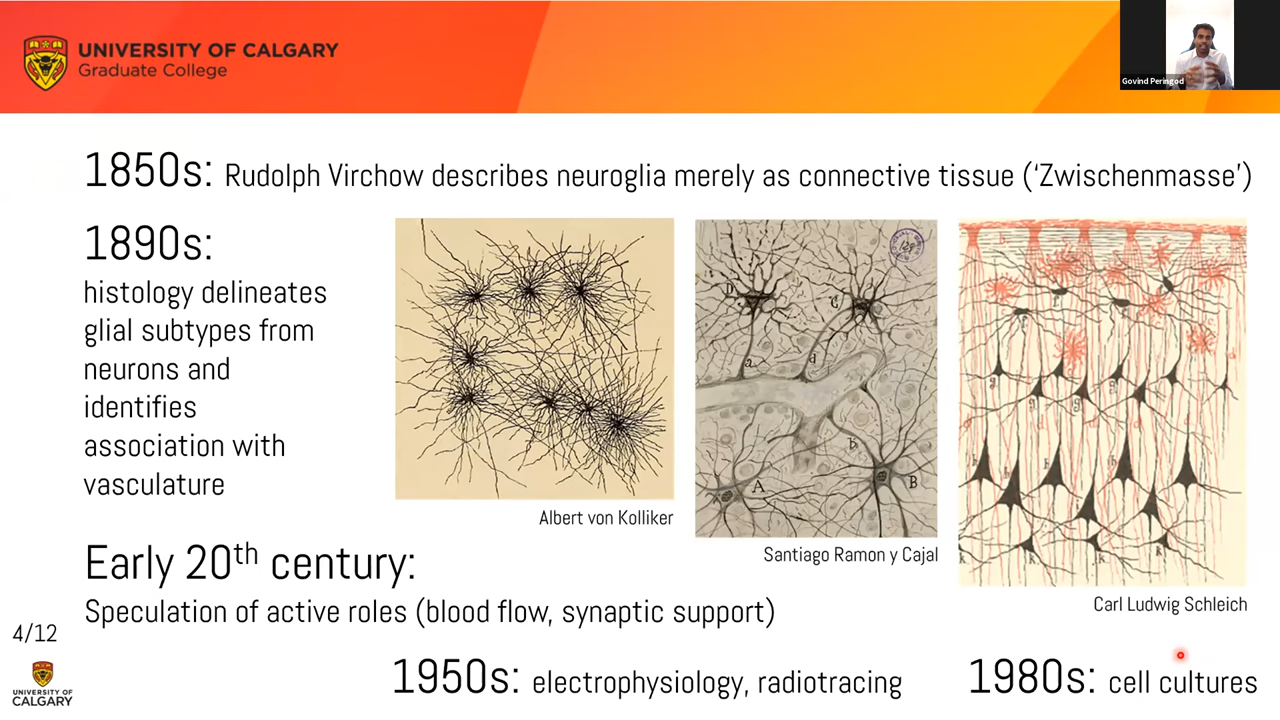 UNIVERSITY OF CALGARY
Graduate College
Govind Peringod
1850s: Rudolph Virchow describes neuroglia merely as connective tissue (‘Zwischenmasse’)
1890s:
histology delineates
glial subtypes from
neurons and
identifies
association with
vasculature
D
C
a
d
b
A
B
Albert von Kolliker
Santiago Ramon y Cajal
Carl Ludwig Schleich
Early 20th century:
Speculation of active roles (blood flow, synaptic support)
4/12
UNIVERSITY OF
CALGARY
1950s: electrophysiology, radiotracing
1980s: cell cultures